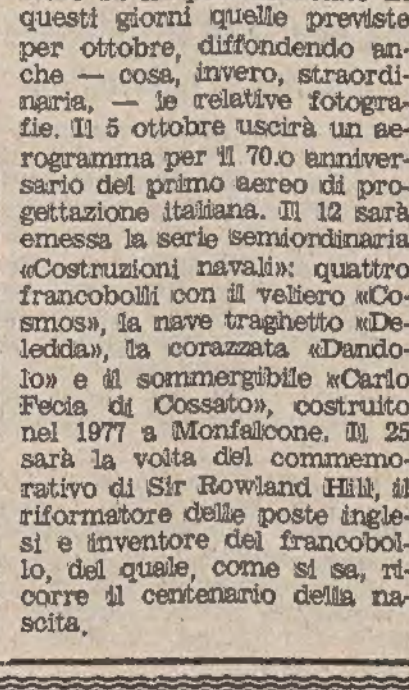 questi giorni quelle previste
per ottobre, diffondendo an-
che — cosa, invero, straordi-
naria, — le relative fotogra-
fie. Il 5 ottobre uscirà un ae-
rogramma per il 70.o anniver-
sario del primo aereo di pro-
gettazione italiana. Il 12 sarà
emessa la serie semiordinaria
«Costruzioni navali»: quattro
francobolli con il veliero «Co-
smos», la nave traghetto «De-
ledda», la corazzata «Dando-
lo» e il sommergibile «Carlo
Fecia di Cossato», costruito
nel 1977 a Monfalcone. Il 25
sarà la volta del commemo-
rativo di Sir Rowland Hill, il
riformatore delle poste ingle-
si e inventore del francobol-
lo, del quale, come si sa, ri-
corre il centenario della na-
scita.